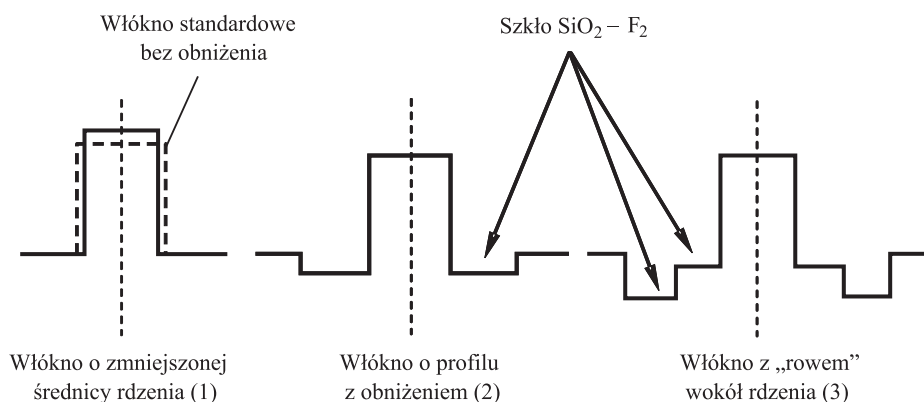 Włókno standardowe
bez obniżenia
Szkło SiO₂ – F₂
Włókno o zmniejszonej
średnicy rdzenia (1)
Włókno o profilu
z obniżeniem (2)
Włókno z „rowem”
wokół rdzenia (3)